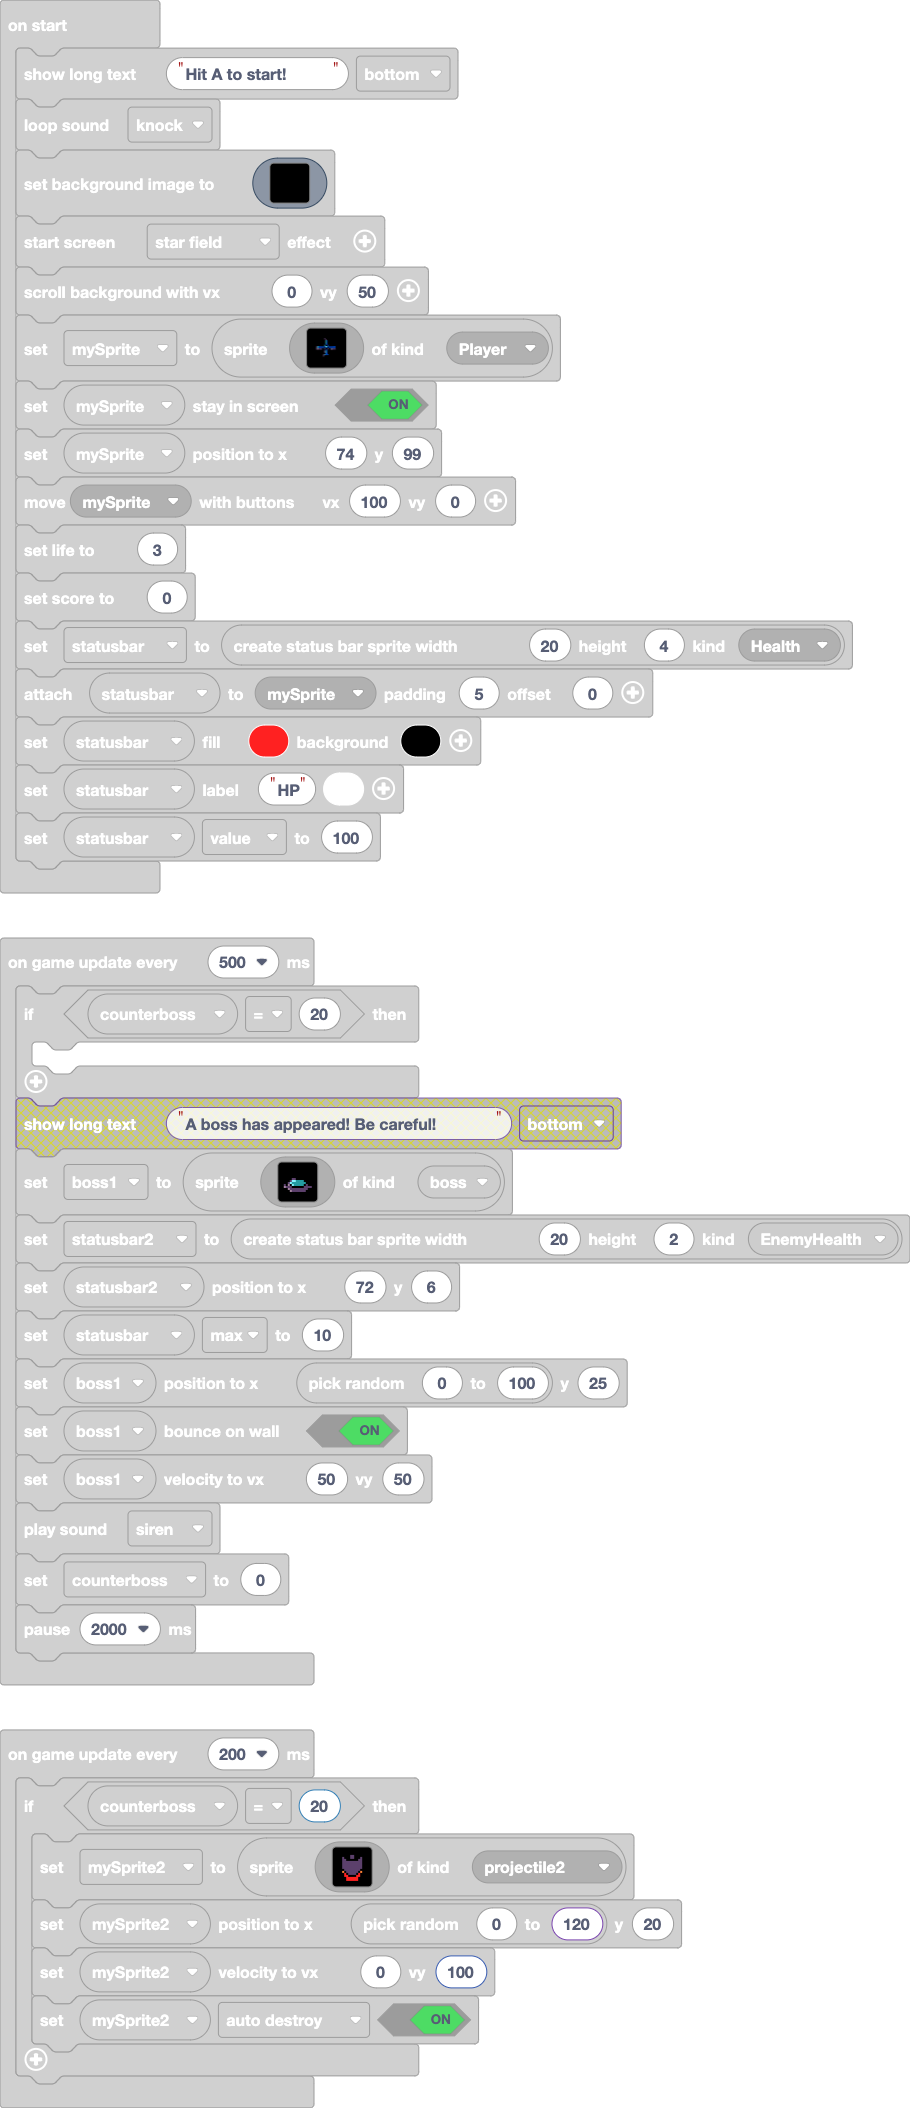 on start
show long text "Hit A to start!" bottom
loop sound knock
set background image to
start screen star field effect
scroll background with vx 0 vy 50
set mySprite to sprite of kind Player
set mySprite stay in screen ON
set mySprite position to x 74 y 99
move mySprite with buttons vx 100 vy 0
set life to 3
set score to 0
set statusbar to create status bar sprite width 20 height 4 kind Health
attach statusbar to mySprite padding 5 offset 0
set statusbar fill background
set statusbar label "HP"
set statusbar value to 100
on game update every 500 ms
if counterboss = 20 then
show long text "A boss has appeared! Be careful!" bottom
set boss1 to sprite of kind boss
set statusbar2 to create status bar sprite width 20 height 2 kind EnemyHealth
set statusbar2 position to x 72 y 6
set statusbar max to 10
set boss1 position to x pick random 0 to 100 y 25
set boss1 bounce on wall ON
set boss1 velocity to vx 50 vy 50
play sound siren
set counterboss to 0
pause 2000 ms
on game update every 200 ms
if counterboss = 20 then
set mySprite2 to sprite of kind projectile2
set mySprite2 position to x pick random 0 to 120 y 20
set mySprite2 velocity to vx 0 vy 100
set mySprite2 auto destroy ON